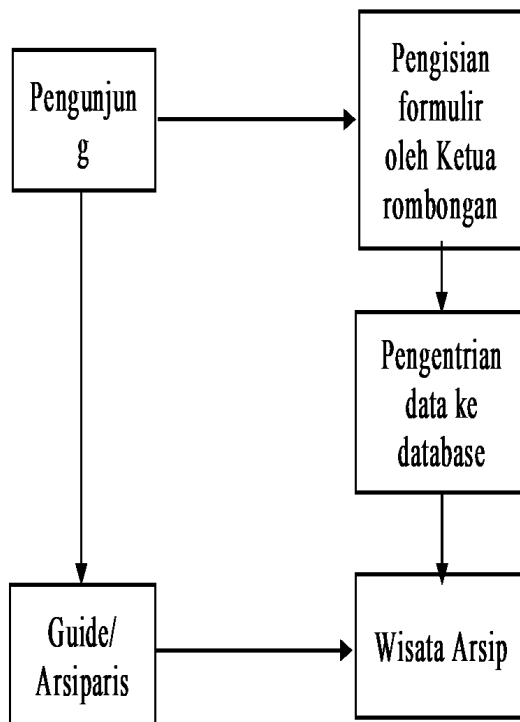 Pengunjun
g
Pengisian
formulir
oleh Ketua
rombongan
Pengentrian
data ke
database
Guide/
Arsiparis
Wisata Arsip